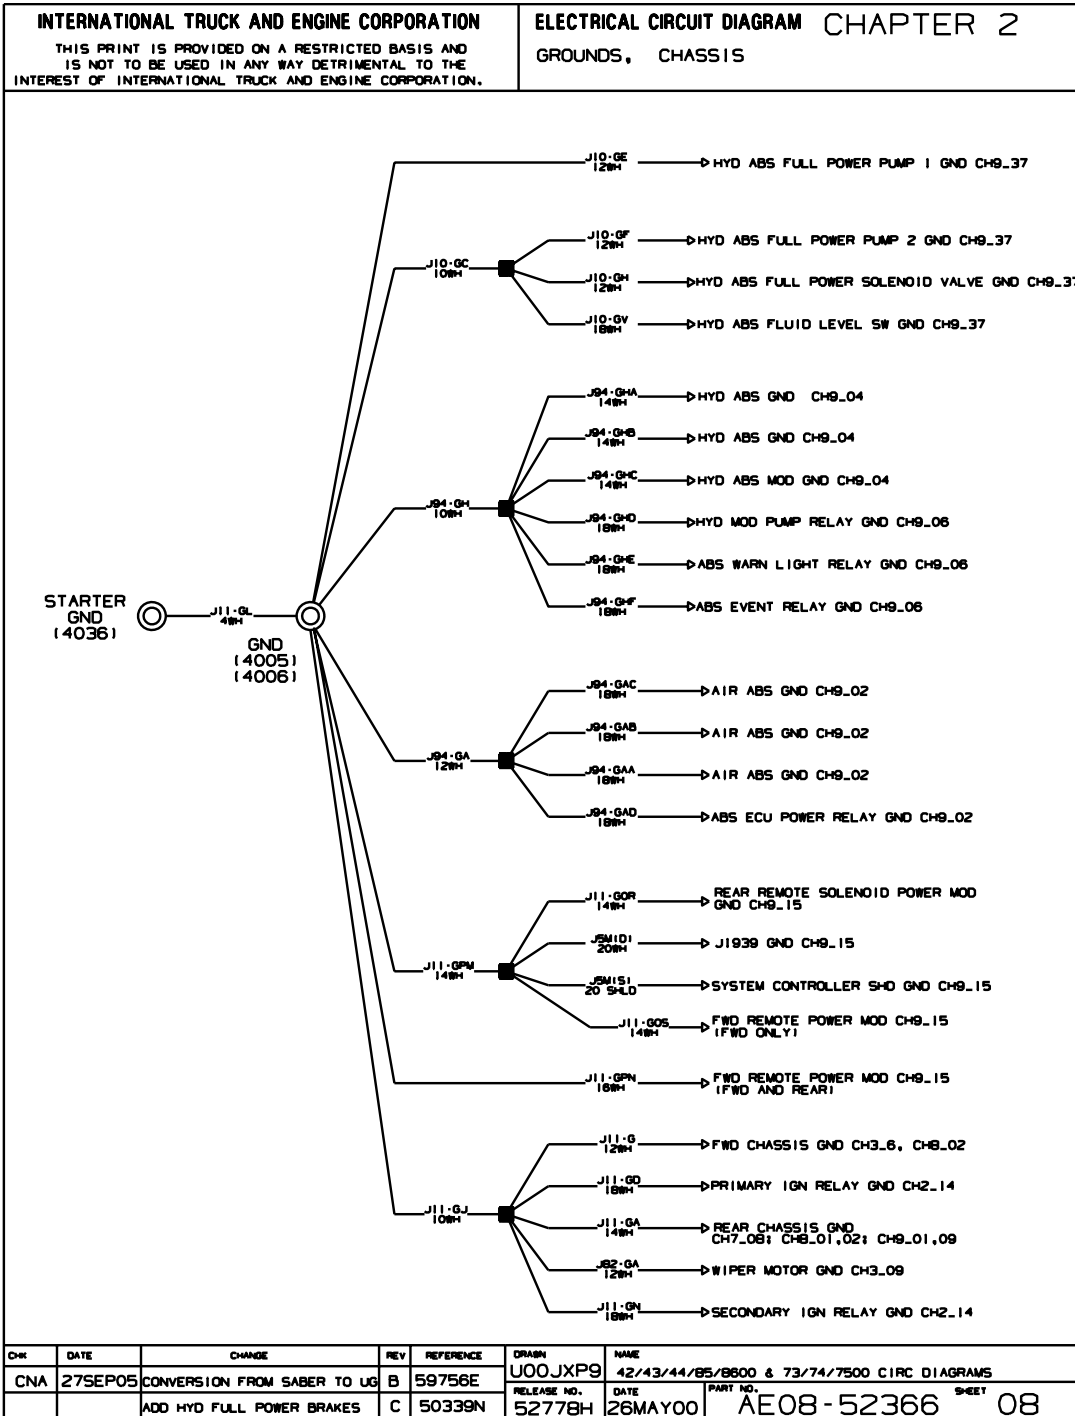 INTERNATIONAL TRUCK AND ENGINE CORPORATION
THIS PRINT IS PROVIDED ON A RESTRICTED BASIS AND
IS NOT TO BE USED IN ANY WAY DETRIMENTAL TO THE
INTEREST OF INTERNATIONAL TRUCK AND ENGINE CORPORATION.
ELECTRICAL CIRCUIT DIAGRAM CHAPTER 2
GROUNDS, CHASSIS
J10-GE
12WH
HYD ABS FULL POWER PUMP 1 GND CH9_37
J10-GC
10WH
J10-GF
12WH
HYD ABS FULL POWER PUMP 2 GND CH9_37
J10-GH
12WH
HYD ABS FULL POWER SOLENOID VALVE GND CH9_37
J10-GV
18WH
HYD ABS FLUID LEVEL SW GND CH9_37
J94-GH
10WH
J94-GHA
14WH
HYD ABS GND CH9_04
J94-GHB
14WH
HYD ABS GND CH9_04
J94-GHC
14WH
HYD ABS MOD GND CH9_04
J94-GHD
18WH
HYD MOD PUMP RELAY GND CH9_06
J94-GHE
18WH
ABS WARN LIGHT RELAY GND CH9_06
J94-GHF
18WH
ABS EVENT RELAY GND CH9_06
STARTER
GND
(4036)
J11-GL
4WH
GND
(4005)
(4006)
J94-GA
12WH
J94-GAC
18WH
AIR ABS GND CH9_02
J94-GAB
18WH
AIR ABS GND CH9_02
J94-GAA
18WH
AIR ABS GND CH9_02
J94-GAD
18WH
ABS ECU POWER RELAY GND CH9_02
J11-GPM
14WH
J11-GOR
14WH
REAR REMOTE SOLENOID POWER MOD
GND CH9_15
J5M1D1
20WH
J1939 GND CH9_15
J5M1S1
20 SHLD
SYSTEM CONTROLLER SHD GND CH9_15
J11-GOS
14WH
FWD REMOTE POWER MOD CH9_15
(FWD ONLY)
J11-GPN
16WH
FWD REMOTE POWER MOD CH9_15
(FWD AND REAR)
J11-GJ
10WH
J11-G
12WH
FWD CHASSIS GND CH3_6, CH8_02
J11-GD
18WH
PRIMARY IGN RELAY GND CH2_14
J11-GA
14WH
REAR CHASSIS GND
CH7_08; CH8_01,02; CH9_01,09
J82-GA
12WH
WIPER MOTOR GND CH3_09
J11-GN
18WH
SECONDARY IGN RELAY GND CH2_14
CHK DATE CHANGE REV REFERENCE
CNA 27SEP05 CONVERSION FROM SABER TO UG B 59756E
ADD HYD FULL POWER BRAKES C 50339N
DRAWN
U00JXP9
NAME
42/43/44/85/8600 & 73/74/7500 CIRC DIAGRAMS
RELEASE NO.
52778H
DATE
26MAY00
PART NO.
AE08-52366
SHEET
08